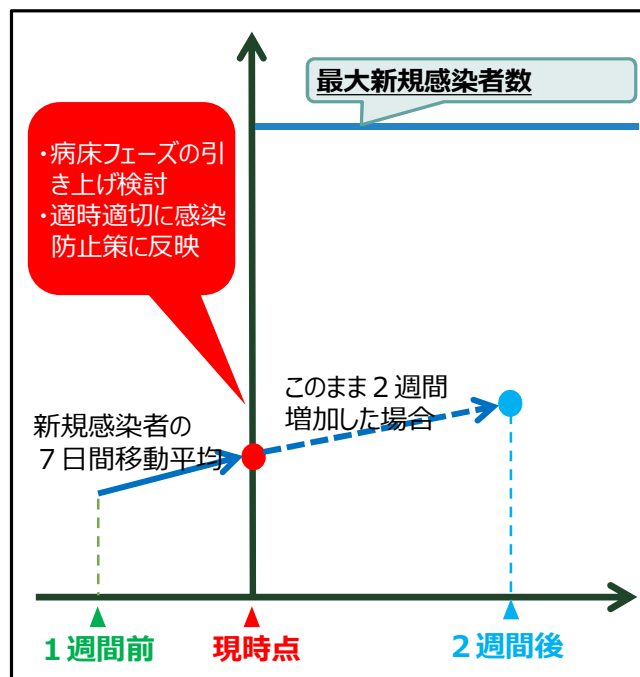 最大新規感染者数
・病床フェーズの引
き上げ検討
・適時適切に感染
防止策に反映
このまま２週間
増加した場合
新規感染者の
７日間移動平均
１週間前
現時点
２週間後